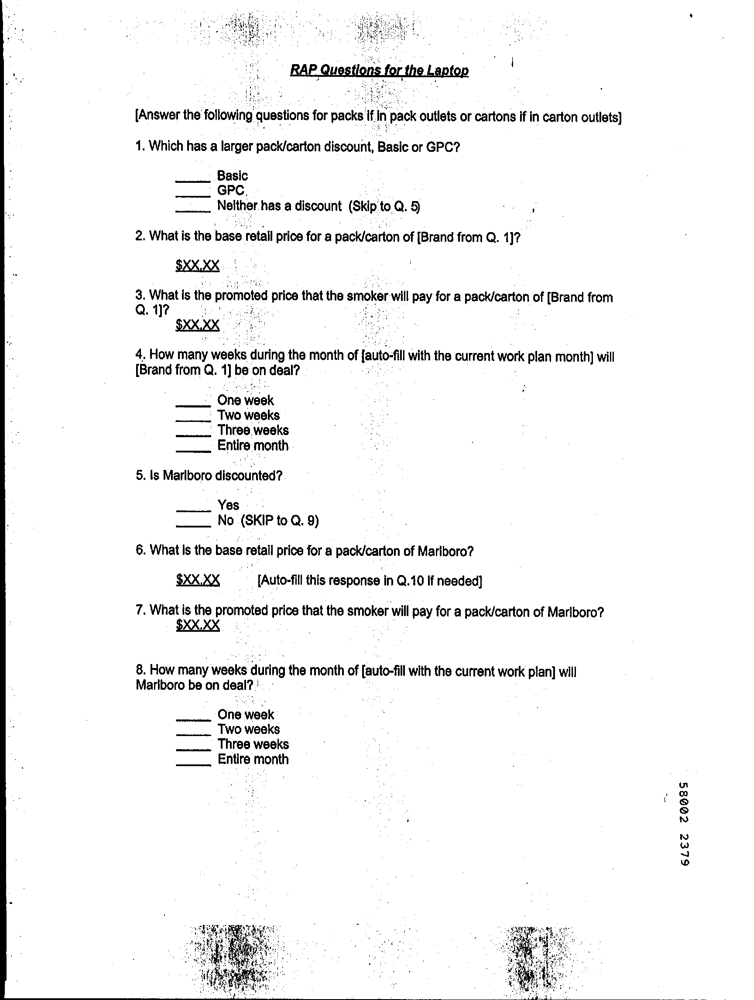 RAP Questions for the Laptop
[Answer the following questions for packs if in pack outlets or cartons if in carton outlets]
1. Which has a larger pack/carton discount, Basic or GPC?
_____ Basic
_____ GPC
_____ Neither has a discount (Skip to Q. 5)
2. What is the base retail price for a pack/carton of [Brand from Q. 1]?
$XX.XX
3. What is the promoted price that the smoker will pay for a pack/carton of [Brand from
Q. 1]?
$XX.XX
4. How many weeks during the month of [auto-fill with the current work plan month] will
[Brand from Q. 1] be on deal?
_____ One week
_____ Two weeks
_____ Three weeks
_____ Entire month
5. Is Marlboro discounted?
_____ Yes
_____ No (SKIP to Q. 9)
6. What is the base retail price for a pack/carton of Marlboro?
$XX.XX [Auto-fill this response in Q.10 if needed]
7. What is the promoted price that the smoker will pay for a pack/carton of Marlboro?
$XX.XX
8. How many weeks during the month of [auto-fill with the current work plan] will
Marlboro be on deal?
_____ One week
_____ Two weeks
_____ Three weeks
_____ Entire month
58002 2379